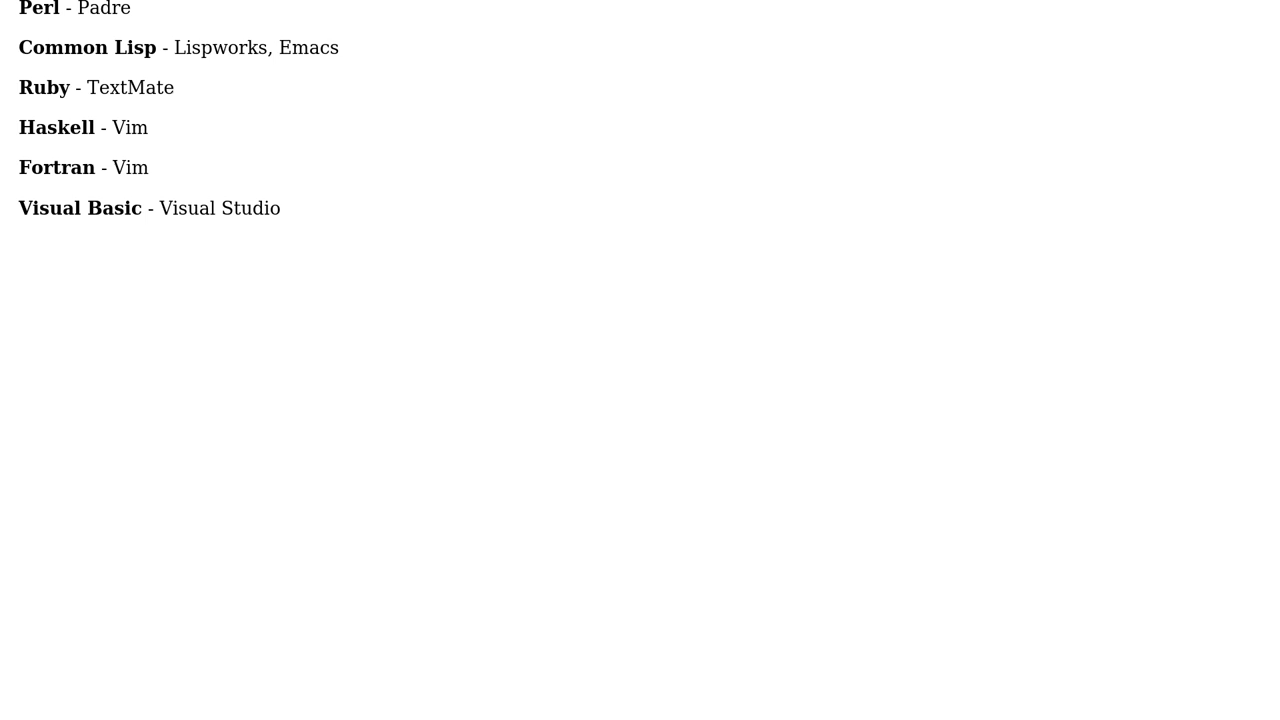 Perl - Padre
Common Lisp - Lispworks, Emacs
Ruby - TextMate
Haskell - Vim
Fortran - Vim
Visual Basic - Visual Studio